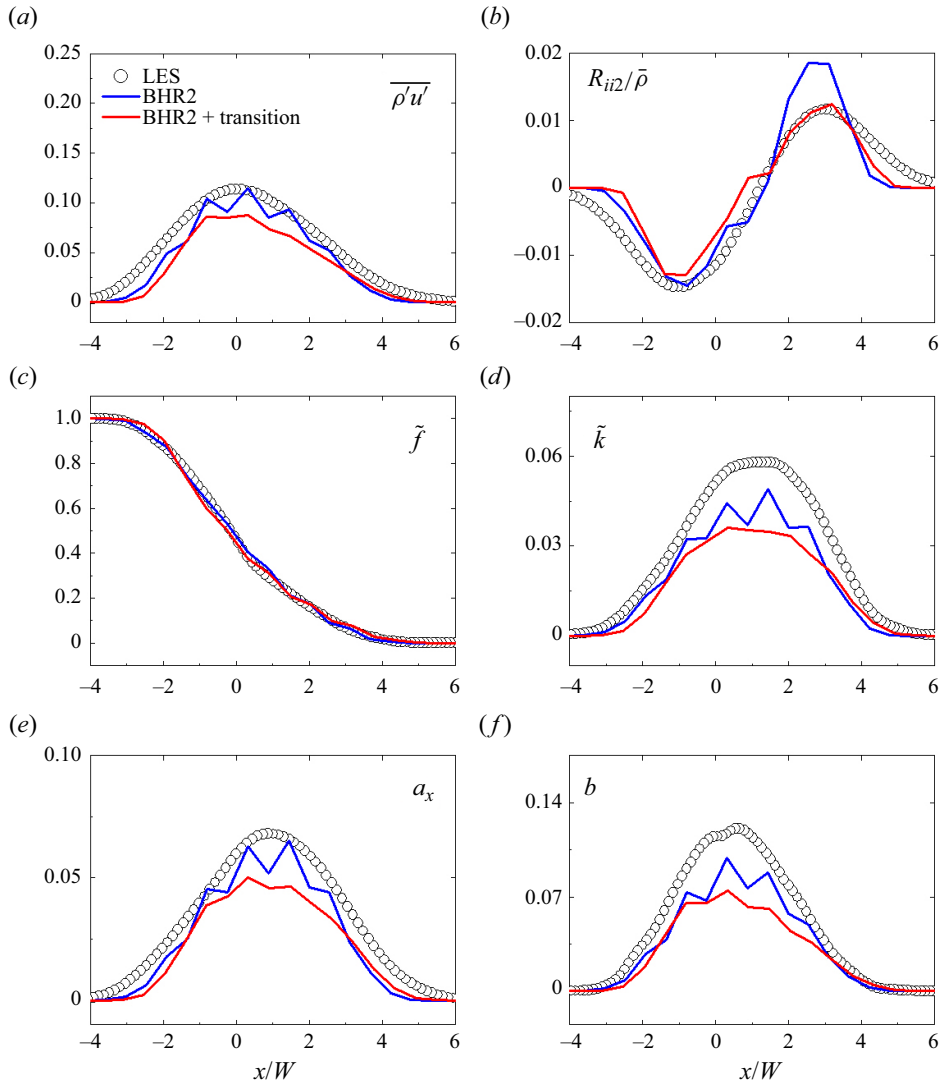 (a)
0.25
0.20
0.15
0.10
0.05
0
−4 −2 0 2 4 6
LES
BHR2
BHR2 + transition
ρ′u′
(b)
0.02
0.01
0
−0.01
−0.02
−4 −2 0 2 4 6
R_{ii2}/ρ̄
(c)
1.0
0.8
0.6
0.4
0.2
0
−4 −2 0 2 4 6
f̃
(d)
0.06
0.03
0
−4 −2 0 2 4 6
k̃
(e)
0.10
0.05
0
−4 −2 0 2 4 6
a_x
x/W
(f)
0.14
0.07
0
−4 −2 0 2 4 6
b
x/W